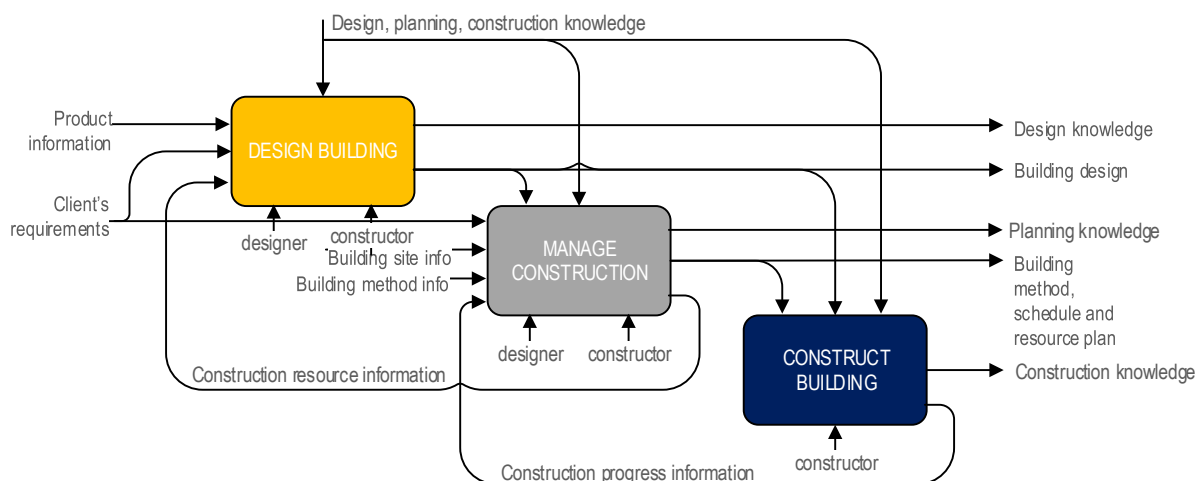 Design, planning, construction knowledge
Product
information
DESIGN BUILDING
Design knowledge
Building design
Client's
requirements
designer
constructor
Building site info
Building method info
MANAGE
CONSTRUCTION
Planning knowledge
Building
method,
schedule and
resource plan
designer
constructor
Construction resource information
CONSTRUCT
BUILDING
Construction knowledge
constructor
Construction progress information